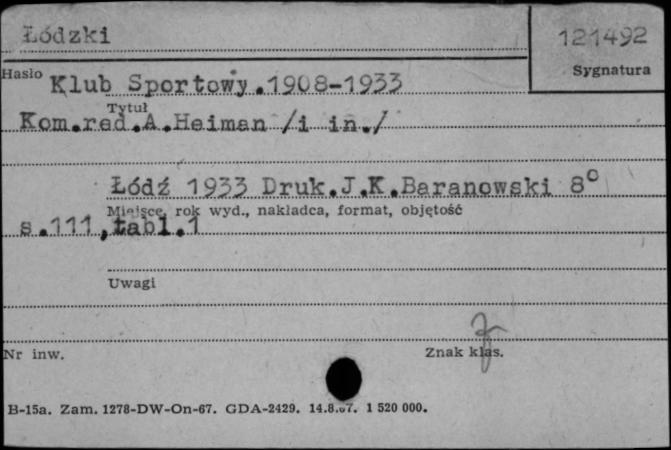 Łódzki
121492
Hasło
Sygnatura
Klub Sportowy.1908-1933
Tytuł
Kom.red.A.Heiman /i in./
Łódź 1933 Druk.J.K.Baranowski 8°
Miejsce, rok wyd., nakładca, format, objętość
s.111,tabl.1
Uwagi
Nr inw.
Znak klas.
B-15a. Zam. 1278-DW-On-67. GDA-2429. 14.8.67. 1 520 000.